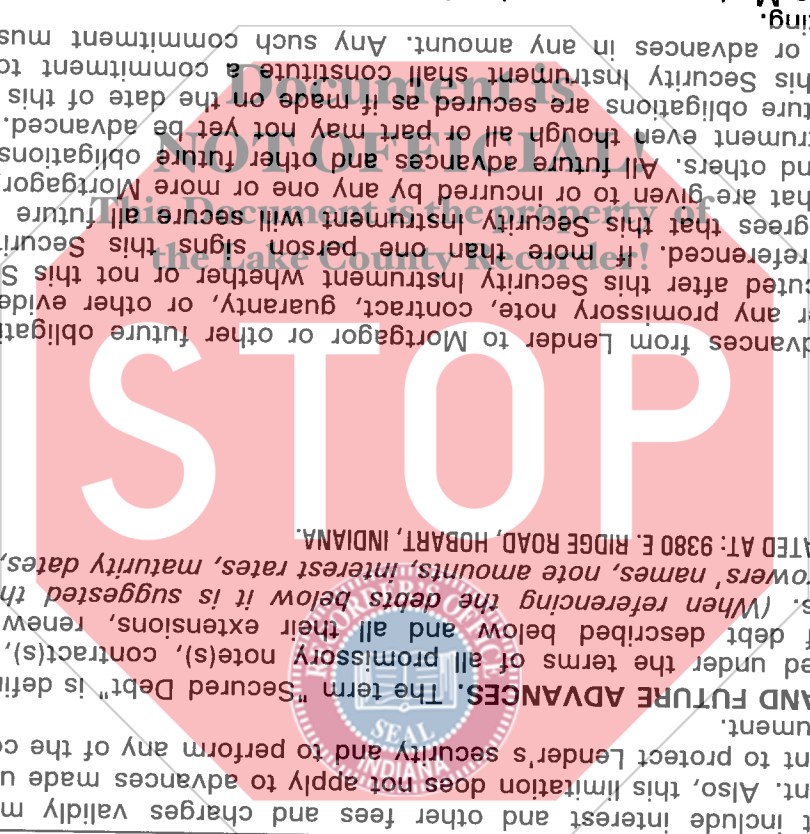 t include interest and other fees and charges validly m
nt. Also, this limitation does not apply to advances made u
nt to protect Lender's security and to perform any of the co
ument.
AND FUTURE ADVANCES. The term "Secured Debt" is defin
ed under the terms of all promissory note(s), contract(s),
f debt described below and all their extensions, renew
s. (When referencing the debts below it is suggested th
owers' names, note amounts, interest rates, maturity dates,
ATED AT: 9380 E. RIDGE ROAD, HOBART, INDIANA.
dvances from Lender to Mortgagor or other future obligati
r any promissory note, contract, guaranty, or other evide
cuted after this Security Instrument whether or not this S
referenced. If more than one person signs this Securi
grees that this Security Instrument will secure all future
hat are given to or incurred by any one or more Mortgagor,
nd others. All future advances and other future obligations
trument even though all or part may not yet be advanced.
ture obligations are secured as if made on the date of this
his Security Instrument shall constitute a commitment to
or advances in any amount. Any such commitment mus
ting.
Document is
NOT OFFICIAL!
This Document is the property of
the Lake County Recorder!
STOP
RECORDER'S OFFICE
SEAL
INDIANA